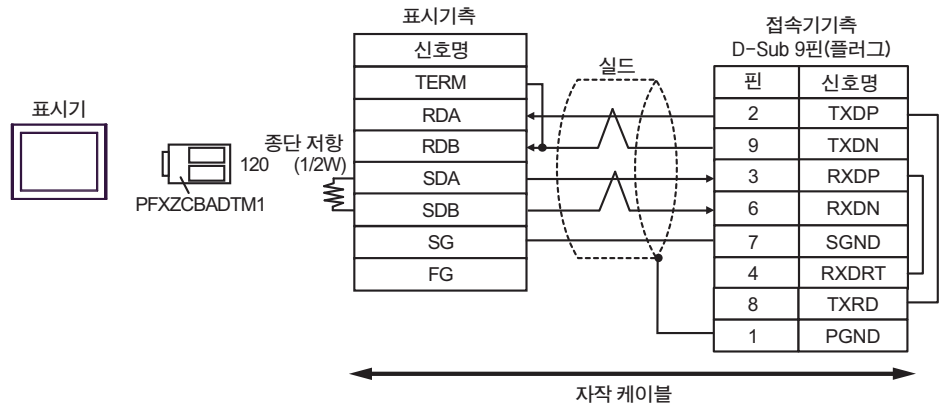 표시기
PFXZCBADTM1
120
종단 저항
(1/2W)
표시기측
신호명
TERM
RDA
RDB
SDA
SDB
SG
FG
실드
접속기기측
D-Sub 9핀(플러그)
핀 신호명
2 TXDP
9 TXDN
3 RXDP
6 RXDN
7 SGND
4 RXDRT
8 TXRD
1 PGND
자작 케이블